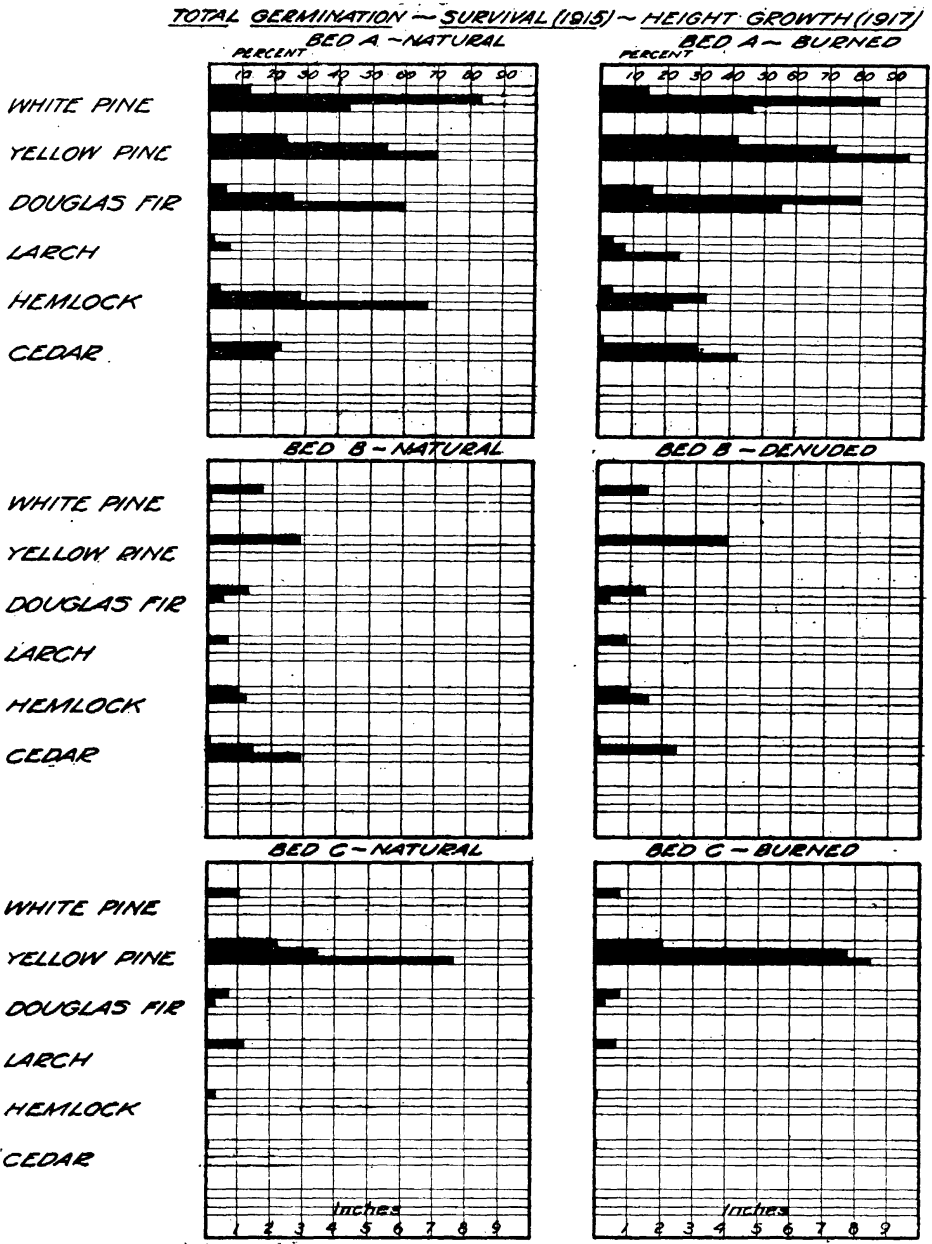 TOTAL GERMINATION ~ SURVIVAL (1915) ~ HEIGHT GROWTH (1917)
BED A ~ NATURAL
BED A ~ BURNED
PERCENT
PERCENT
10 20 30 40 50 60 70 80 90
10 20 30 40 50 60 70 80 90
WHITE PINE
YELLOW PINE
DOUGLAS FIR
LARCH
HEMLOCK
CEDAR
BED B ~ NATURAL
BED B ~ DENUDED
WHITE PINE
YELLOW PINE
DOUGLAS FIR
LARCH
HEMLOCK
CEDAR
BED C ~ NATURAL
BED C ~ BURNED
WHITE PINE
YELLOW PINE
DOUGLAS FIR
LARCH
HEMLOCK
CEDAR
Inches
Inches
1 2 3 4 5 6 7 8 9
1 2 3 4 5 6 7 8 9